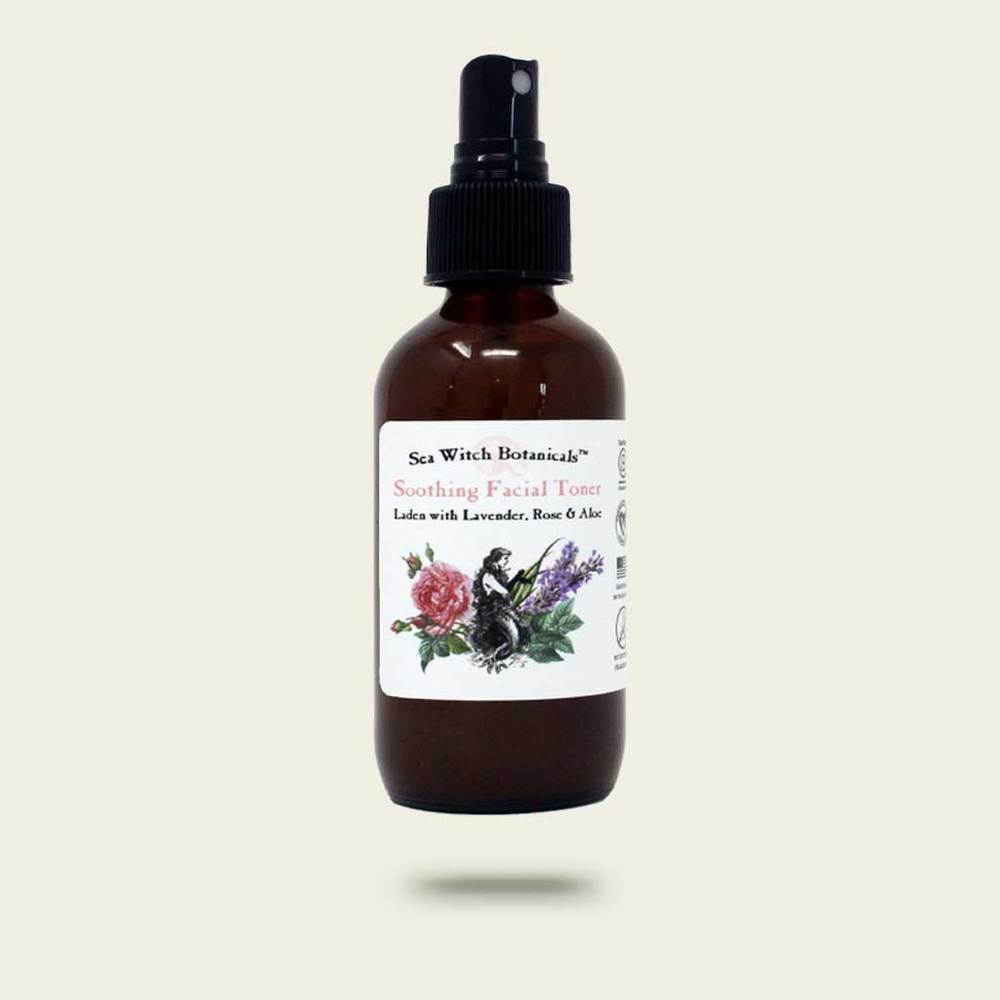 Sea Witch Botanicals™
Soothing Facial Toner
Laden with Lavender, Rose & Aloe